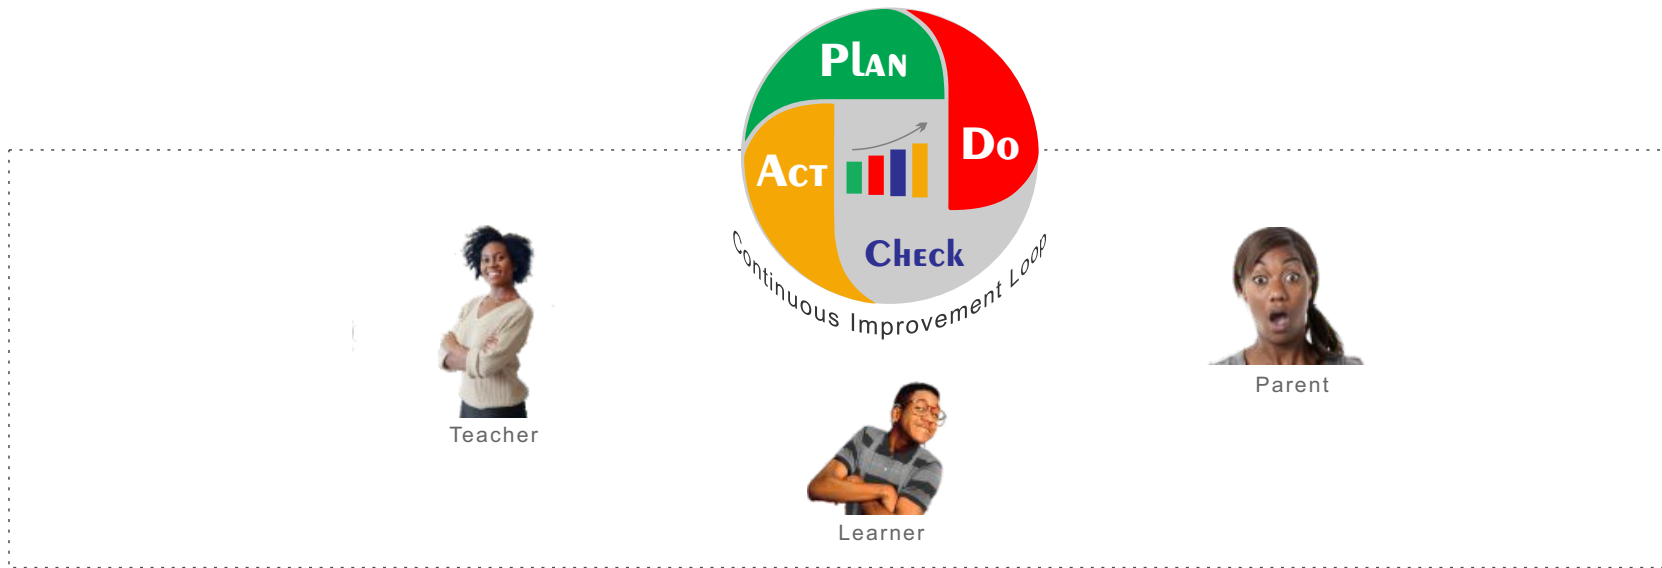 Plan
Do
Act
Check
Continuous Improvement Loop
Parent
Teacher
Learner